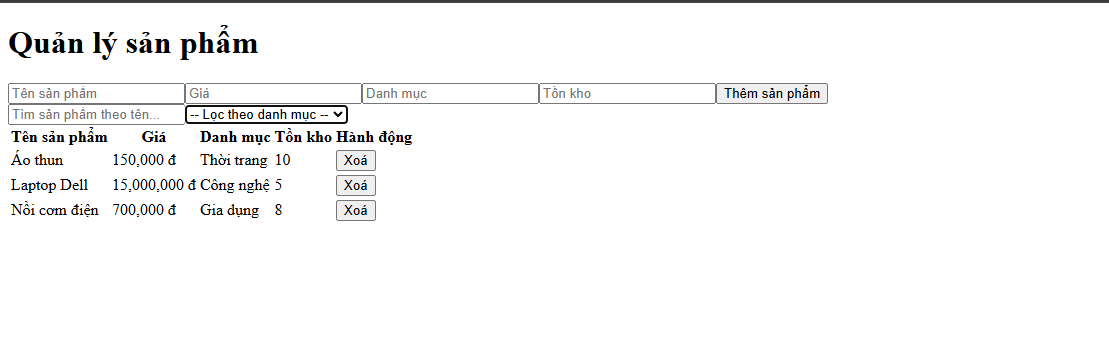 Quản lý sản phẩm
Tên sản phẩm Giá Danh mục Tồn kho Thêm sản phẩm
Tìm sản phẩm theo tên... -- Lọc theo danh mục --
Tên sản phẩm Giá Danh mục Tồn kho Hành động
Áo thun 150,000 đ Thời trang 10 Xoá
Laptop Dell 15,000,000 đ Công nghệ 5 Xoá
Nồi cơm điện 700,000 đ Gia dụng 8 Xoá